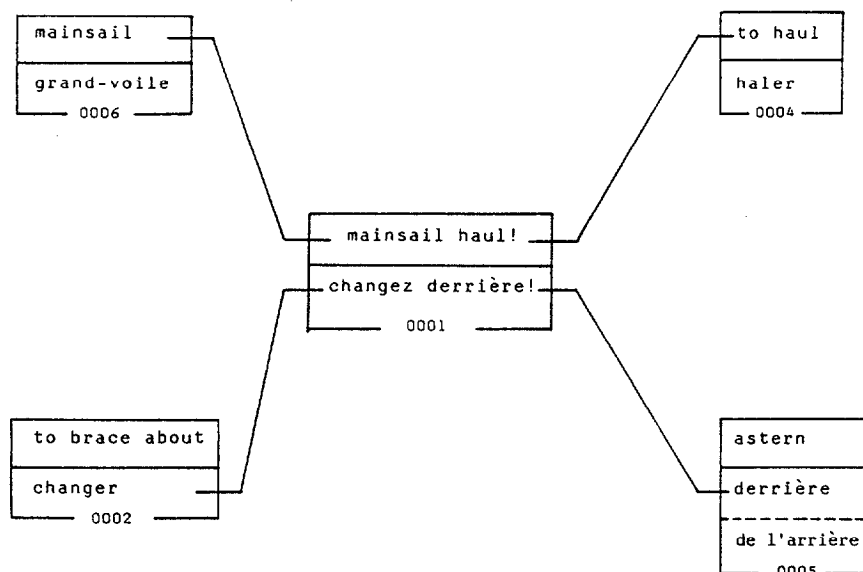 mainsail
grand-voile
0006
to haul
haler
0004
mainsail haul!
changez derrière!
0001
to brace about
changer
0002
astern
derrière
de l'arrière
0005